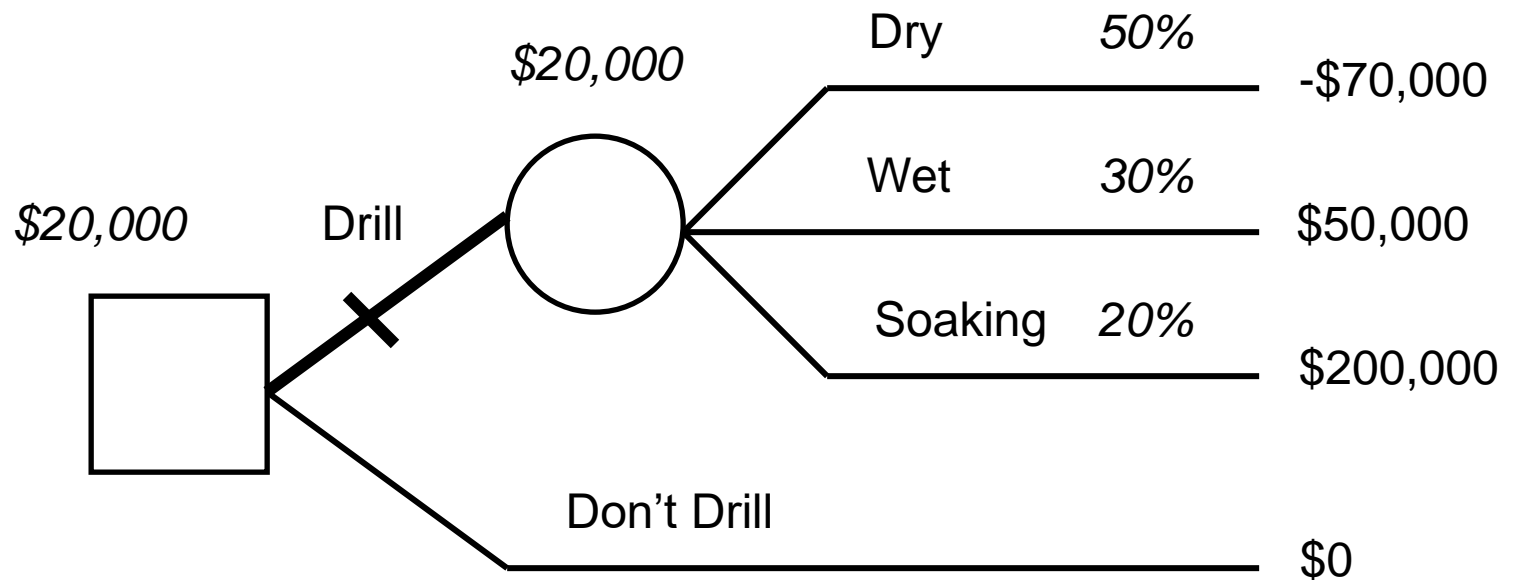 Dry 50%
$20,000
-$70,000
Wet 30%
$20,000 Drill
$50,000
Soaking 20%
$200,000
Don’t Drill
$0